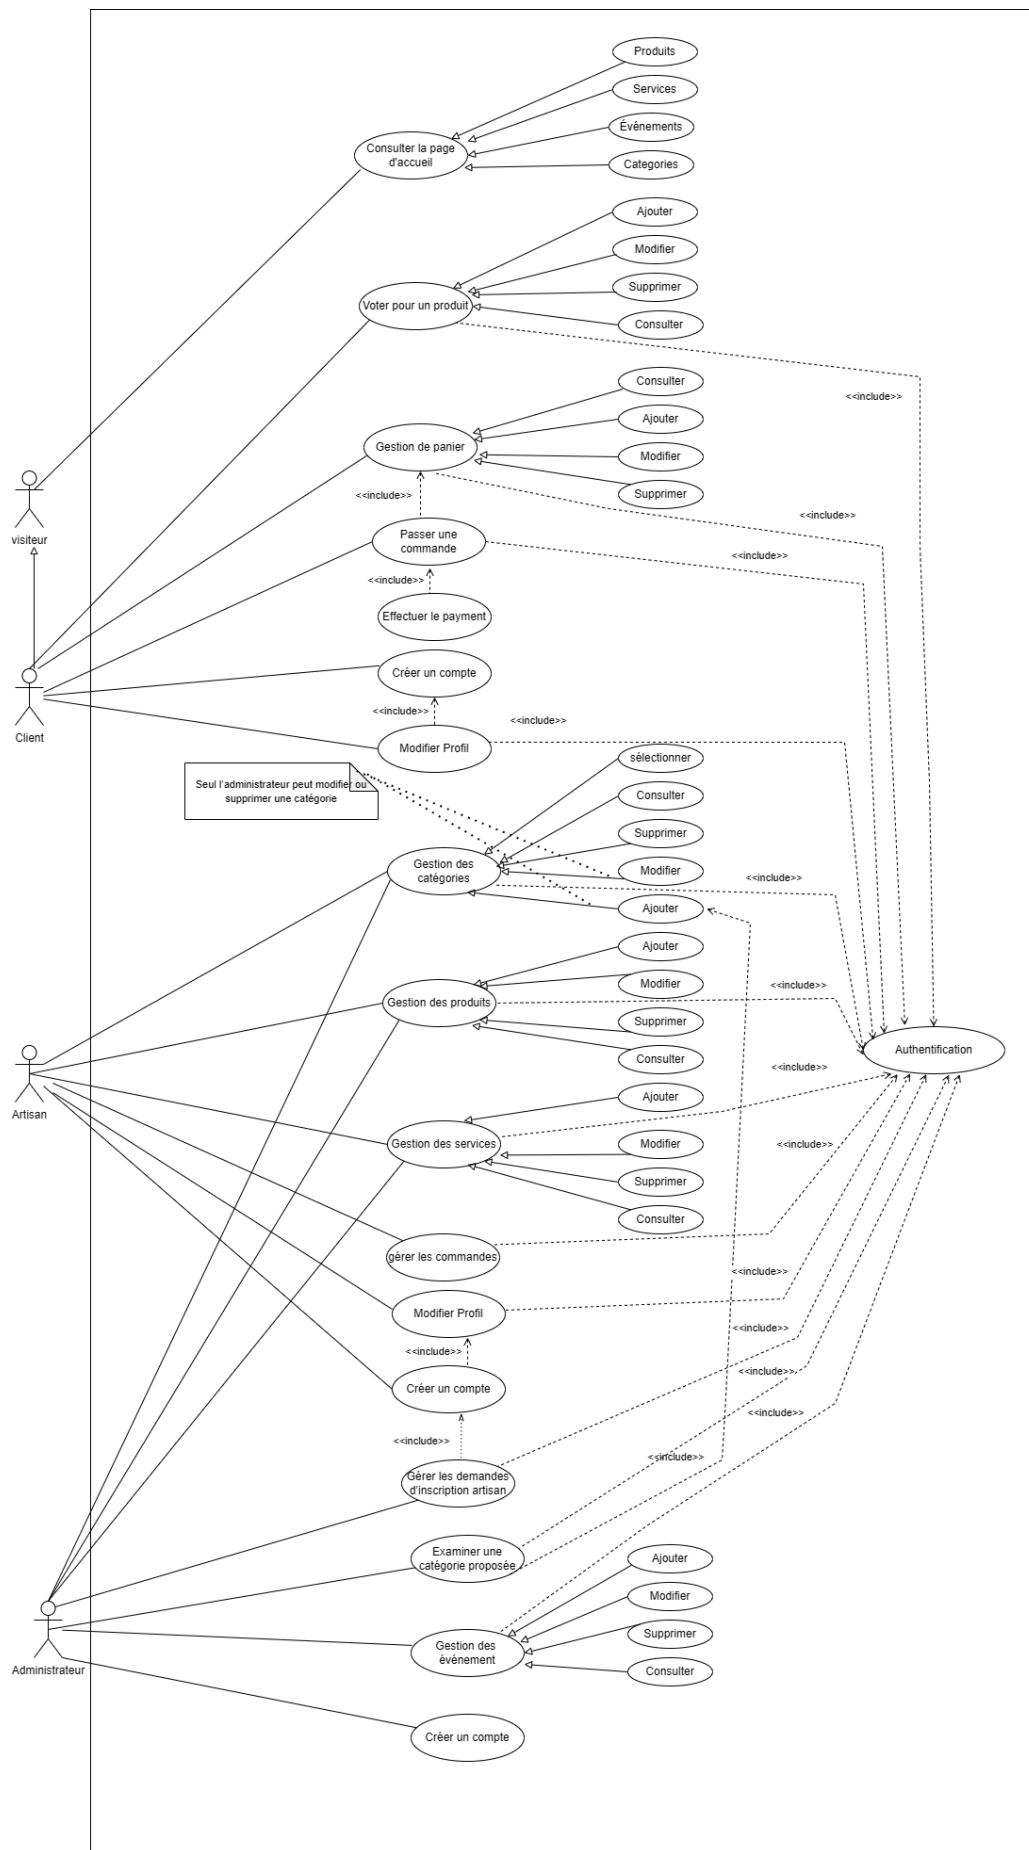 Produits
Services
Événements
Categories
Consulter la page
d'accueil
Ajouter
Modifier
Supprimer
Consulter
Voter pour un produit
<<include>>
Consulter
Ajouter
Modifier
Supprimer
Gestion de panier
<<include>>
<<include>>
visiteur
Passer une
commande
<<include>>
<<include>>
Effectuer le payment
Créer un compte
<<include>>
<<include>>
Client
Modifier Profil
sélectionner
Seul l'administrateur peut modifier ou
supprimer une catégorie
Consulter
Supprimer
Modifier
Ajouter
Gestion des
catégories
<<include>>
Ajouter
Modifier
Supprimer
Consulter
Gestion des produits
<<include>>
Authentification
<<include>>
Artisan
Ajouter
Gestion des services
Modifier
Supprimer
Consulter
<<include>>
gérer les commandes
<<include>>
Modifier Profil
<<include>>
<<include>>
Créer un compte
<<include>>
<<include>>
<<include>>
<<include>>
Gérer les demandes
d'inscription artisan
Examiner une
catégorie proposée
Ajouter
Modifier
Supprimer
Consulter
Gestion des
événement
Administrateur
Créer un compte